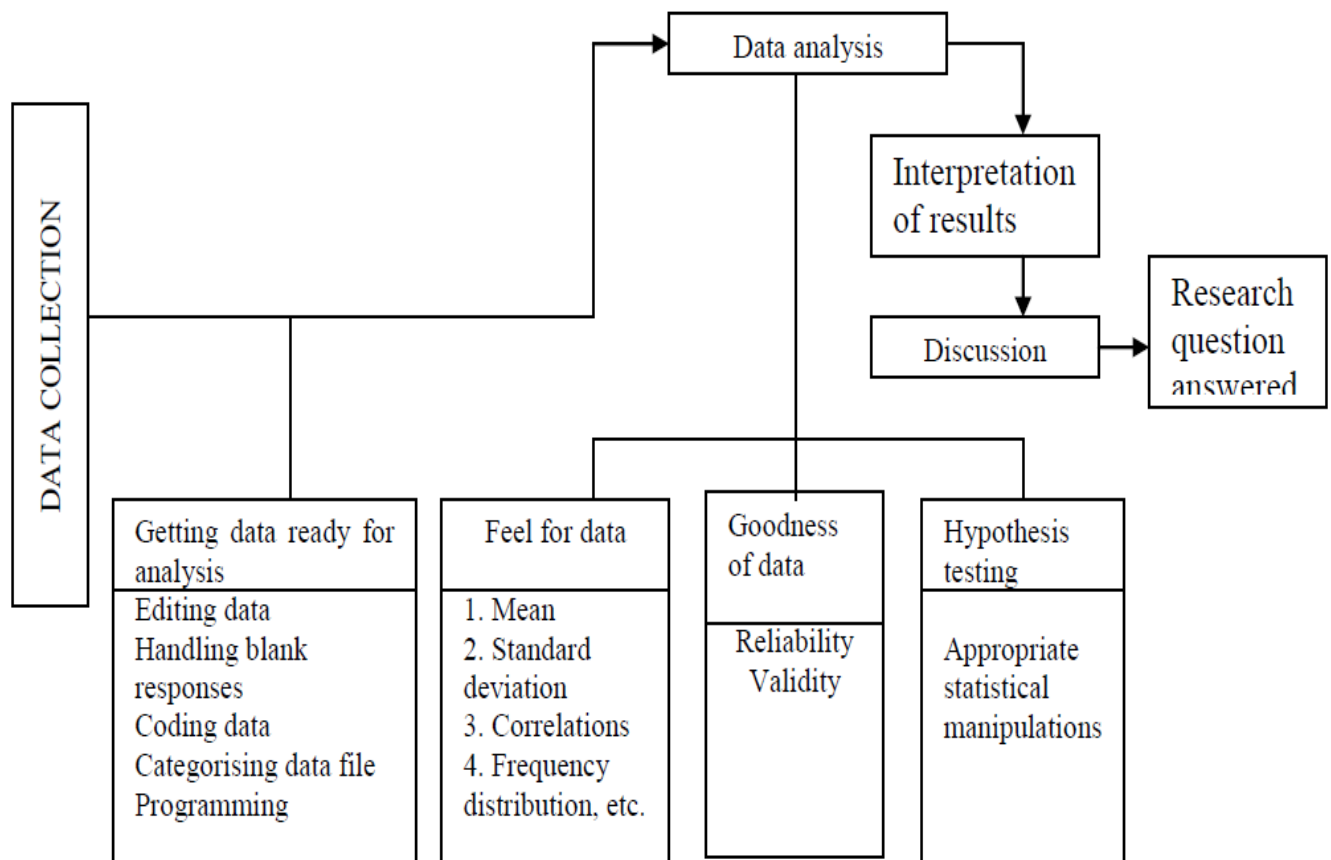 Data analysis
DATA COLLECTION
Interpretation
of results
Discussion
Research
question
answered
Getting data ready for
analysis
Editing data
Handling blank
responses
Coding data
Categorising data file
Programming
Feel for data
1. Mean
2. Standard
deviation
3. Correlations
4. Frequency
distribution, etc.
Goodness
of data
Reliability
Validity
Hypothesis
testing
Appropriate
statistical
manipulations